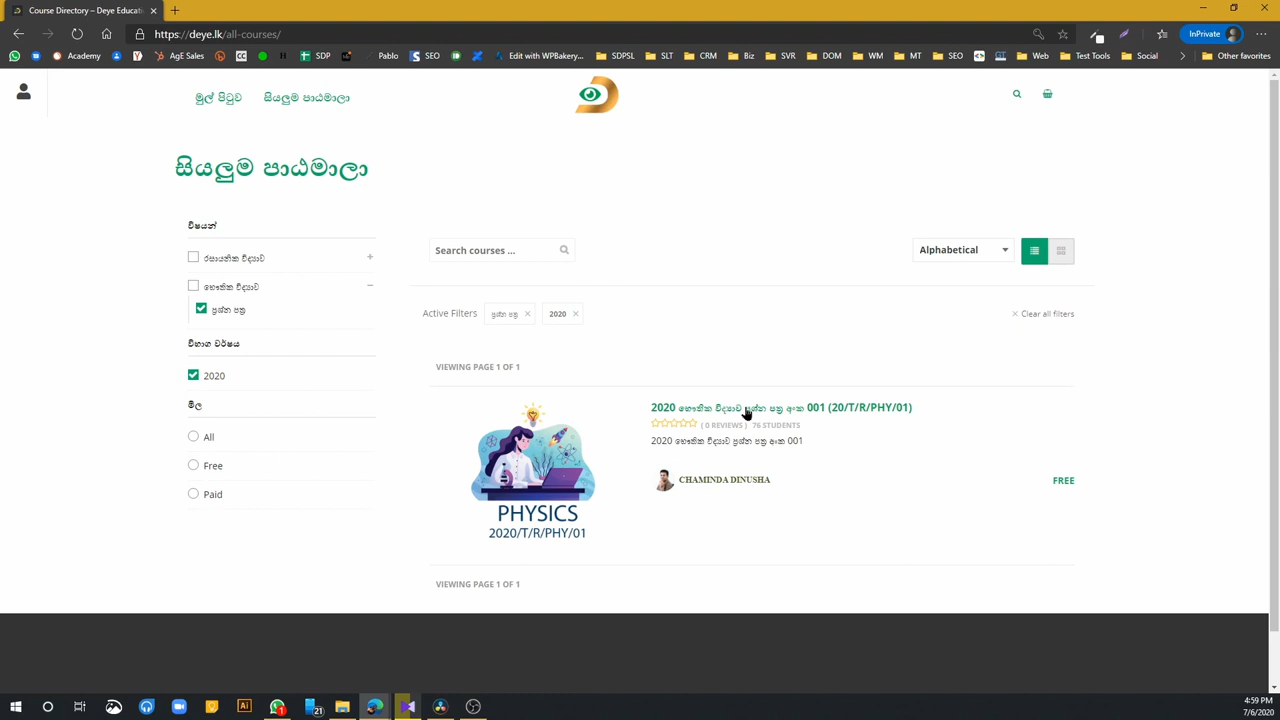 Course Directory – Deye Educati
https://deye.lk/all-courses/
InPrivate
Academy
Y
AgE Sales
CC
H
SDP
Pablo
SEO
Edit with WPBakery...
SDPSL
SLT
CRM
Biz
SVR
DOM
WM
MT
SEO
Web
Test Tools
Social
Other favorites
මුල් පිටුව
සියලුම පාඨමාලා
සියලුම පාඨමාලා
විෂයන්
රසායනික විද්‍යාව
+
භෞතික විද්‍යාව
−
ප්‍රශ්න පත්‍ර
විභාග වර්ෂය
2020
මිල
All
Free
Paid
Search courses ...
Alphabetical
Active Filters
ප්‍රශ්න පත්‍ර ×
2020 ×
× Clear all filters
VIEWING PAGE 1 OF 1
PHYSICS
2020/T/R/PHY/01
2020 භෞතික විද්‍යාව ප්‍රශ්න පත්‍ර අංක 001 (20/T/R/PHY/01)
( 0 REVIEWS ) 76 STUDENTS
2020 භෞතික විද්‍යාව ප්‍රශ්න පත්‍ර අංක 001
CHAMINDA DINUSHA
FREE
VIEWING PAGE 1 OF 1
Ai
1
21
4:59 PM
7/6/2020